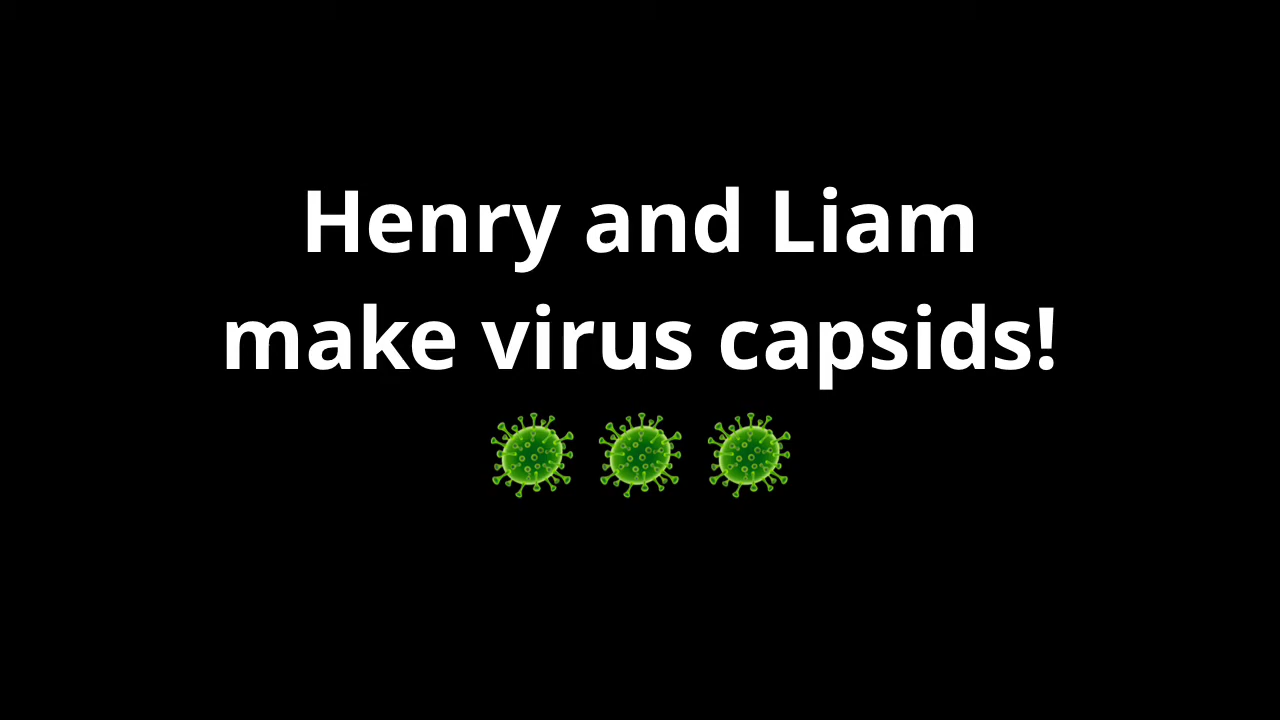 Henry and Liam
make virus capsids!
🦠 🦠 🦠